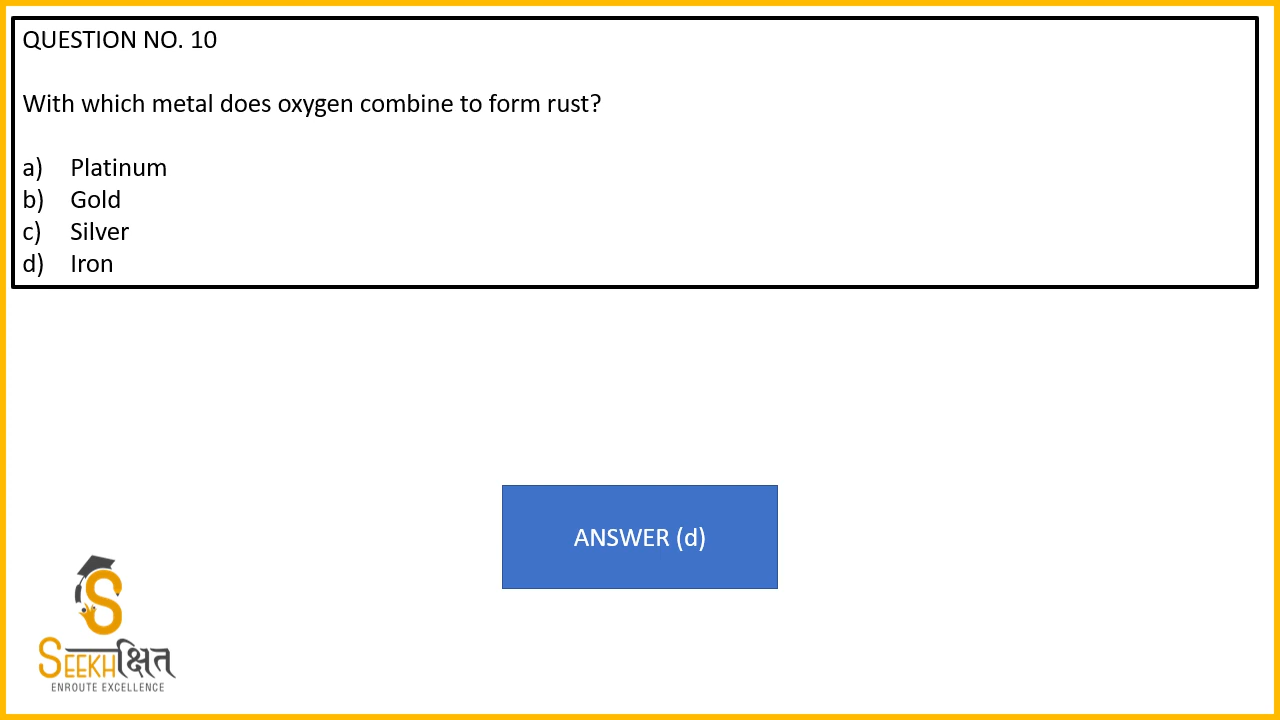 QUESTION NO. 10
With which metal does oxygen combine to form rust?
a) Platinum
b) Gold
c) Silver
d) Iron
ANSWER (d)
S
SEEKHक्षित
ENROUTE EXCELLENCE